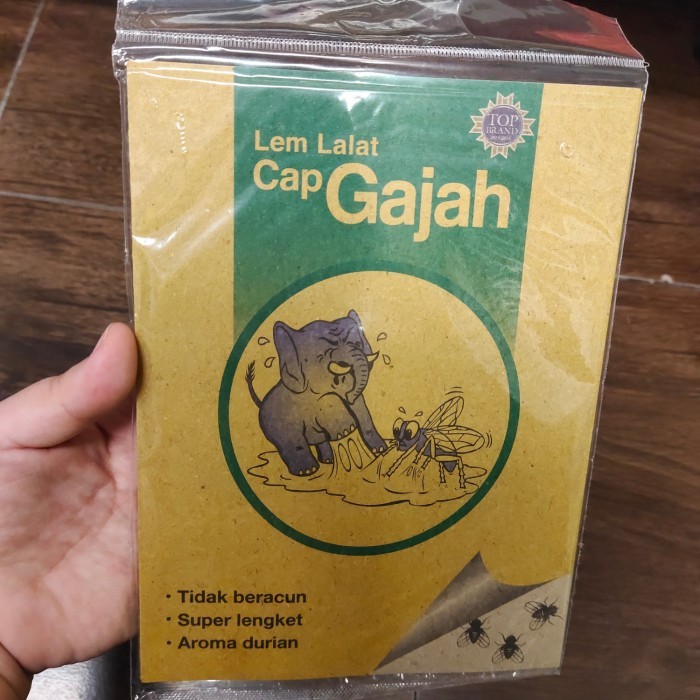 Lem Lalat
Cap Gajah
TOP
BRAND
• Tidak beracun
• Super lengket
• Aroma durian